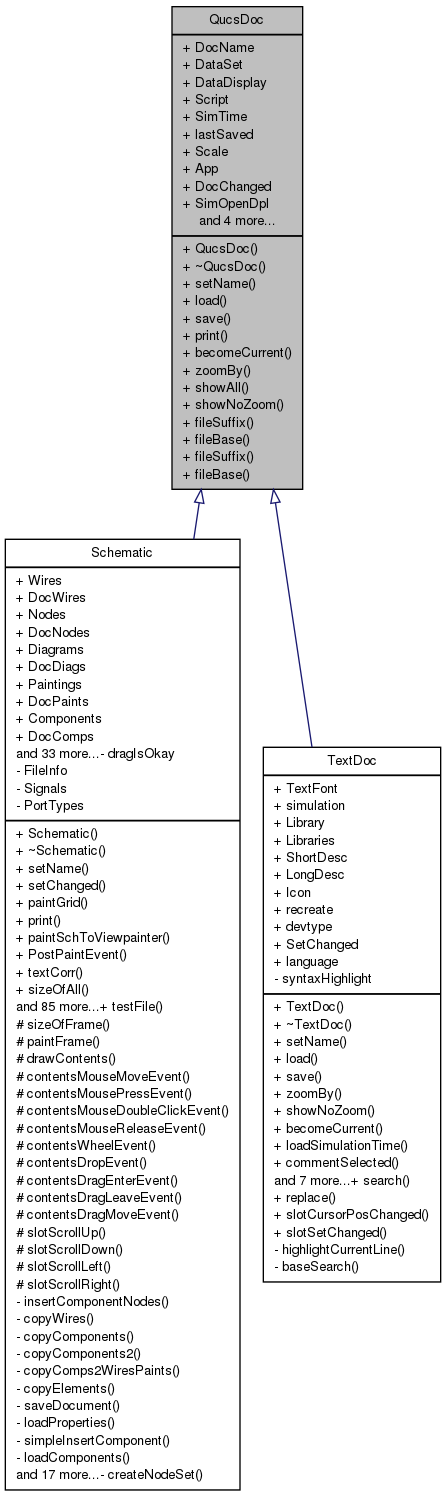 QucsDoc
+ DocName
+ DataSet
+ DataDisplay
+ Script
+ SimTime
+ lastSaved
+ Scale
+ App
+ DocChanged
+ SimOpenDpl
and 4 more...
+ QucsDoc()
+ ~QucsDoc()
+ setName()
+ load()
+ save()
+ print()
+ becomeCurrent()
+ zoomBy()
+ showAll()
+ showNoZoom()
+ fileSuffix()
+ fileBase()
+ fileSuffix()
+ fileBase()
Schematic
+ Wires
+ DocWires
+ Nodes
+ DocNodes
+ Diagrams
+ DocDiags
+ Paintings
+ DocPaints
+ Components
+ DocComps
and 33 more...- dragIsOkay
- FileInfo
- Signals
- PortTypes
+ Schematic()
+ ~Schematic()
+ setName()
+ setChanged()
+ paintGrid()
+ print()
+ paintSchToViewpainter()
+ PostPaintEvent()
+ textCorr()
+ sizeOfAll()
and 85 more...+ testFile()
# sizeOfFrame()
# paintFrame()
# drawContents()
# contentsMouseMoveEvent()
# contentsMousePressEvent()
# contentsMouseDoubleClickEvent()
# contentsMouseReleaseEvent()
# contentsWheelEvent()
# contentsDropEvent()
# contentsDragEnterEvent()
# contentsDragLeaveEvent()
# contentsDragMoveEvent()
# slotScrollUp()
# slotScrollDown()
# slotScrollLeft()
# slotScrollRight()
- insertComponentNodes()
- copyWires()
- copyComponents()
- copyComponents2()
- copyComps2WiresPaints()
- copyElements()
- saveDocument()
- loadProperties()
- simpleInsertComponent()
- loadComponents()
and 17 more...- createNodeSet()
TextDoc
+ TextFont
+ simulation
+ Library
+ Libraries
+ ShortDesc
+ LongDesc
+ Icon
+ recreate
+ devtype
+ SetChanged
+ language
- syntaxHighlight
+ TextDoc()
+ ~TextDoc()
+ setName()
+ load()
+ save()
+ zoomBy()
+ showNoZoom()
+ becomeCurrent()
+ loadSimulationTime()
+ commentSelected()
and 7 more...+ search()
+ replace()
+ slotCursorPosChanged()
+ slotSetChanged()
- highlightCurrentLine()
- baseSearch()